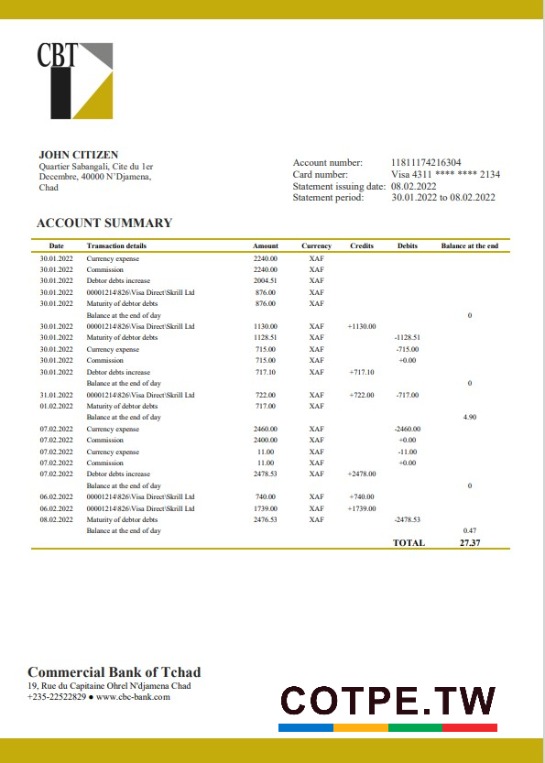 CBT
JOHN CITIZEN
Quartier Sabangali, Cite du 1er
Decembre, 40000 N'Djamena,
Chad
Account number: 11811174216304
Card number: Visa 4311 **** **** 2134
Statement issuing date: 08.02.2022
Statement period: 30.01.2022 to 08.02.2022
ACCOUNT SUMMARY
Date Transaction details Amount Currency Credits Debits Balance at the end
30.01.2022 Currency expense 2240.00 XAF
30.01.2022 Commission 2240.00 XAF
30.01.2022 Debtor debts increase 2004.51 XAF
30.01.2022 00001214\826\Visa Direct\Skrill Ltd 876.00 XAF
30.01.2022 Maturity of debtor debts 876.00 XAF
Balance at the end of day 0
30.01.2022 00001214\826\Visa Direct\Skrill Ltd 1130.00 XAF +1130.00
30.01.2022 Maturity of debtor debts 1128.51 XAF -1128.51
30.01.2022 Currency expense 715.00 XAF -715.00
30.01.2022 Commission 715.00 XAF +0.00
30.01.2022 Debtor debts increase 717.10 XAF +717.10
Balance at the end of day 0
31.01.2022 00001214\826\Visa Direct\Skrill Ltd 722.00 XAF +722.00 -717.00
01.02.2022 Maturity of debtor debts 717.00 XAF
Balance at the end of day 4.90
07.02.2022 Currency expense 2460.00 XAF -2460.00
07.02.2022 Commission 2400.00 XAF +0.00
07.02.2022 Currency expense 11.00 XAF -11.00
07.02.2022 Commission 11.00 XAF +0.00
07.02.2022 Debtor debts increase 2478.53 XAF +2478.00
Balance at the end of day 0
06.02.2022 00001214\826\Visa Direct\Skrill Ltd 740.00 XAF +740.00
06.02.2022 00001214\826\Visa Direct\Skrill Ltd 1739.00 XAF +1739.00
08.02.2022 Maturity of debtor debts 2476.53 XAF -2478.53
Balance at the end of day 0.47
TOTAL 27.37
Commercial Bank of Tchad
19, Rue du Capitaine Ohrel N'djamena Chad
+235-22522829 ● www.cbc-bank.com
COTPE.TW